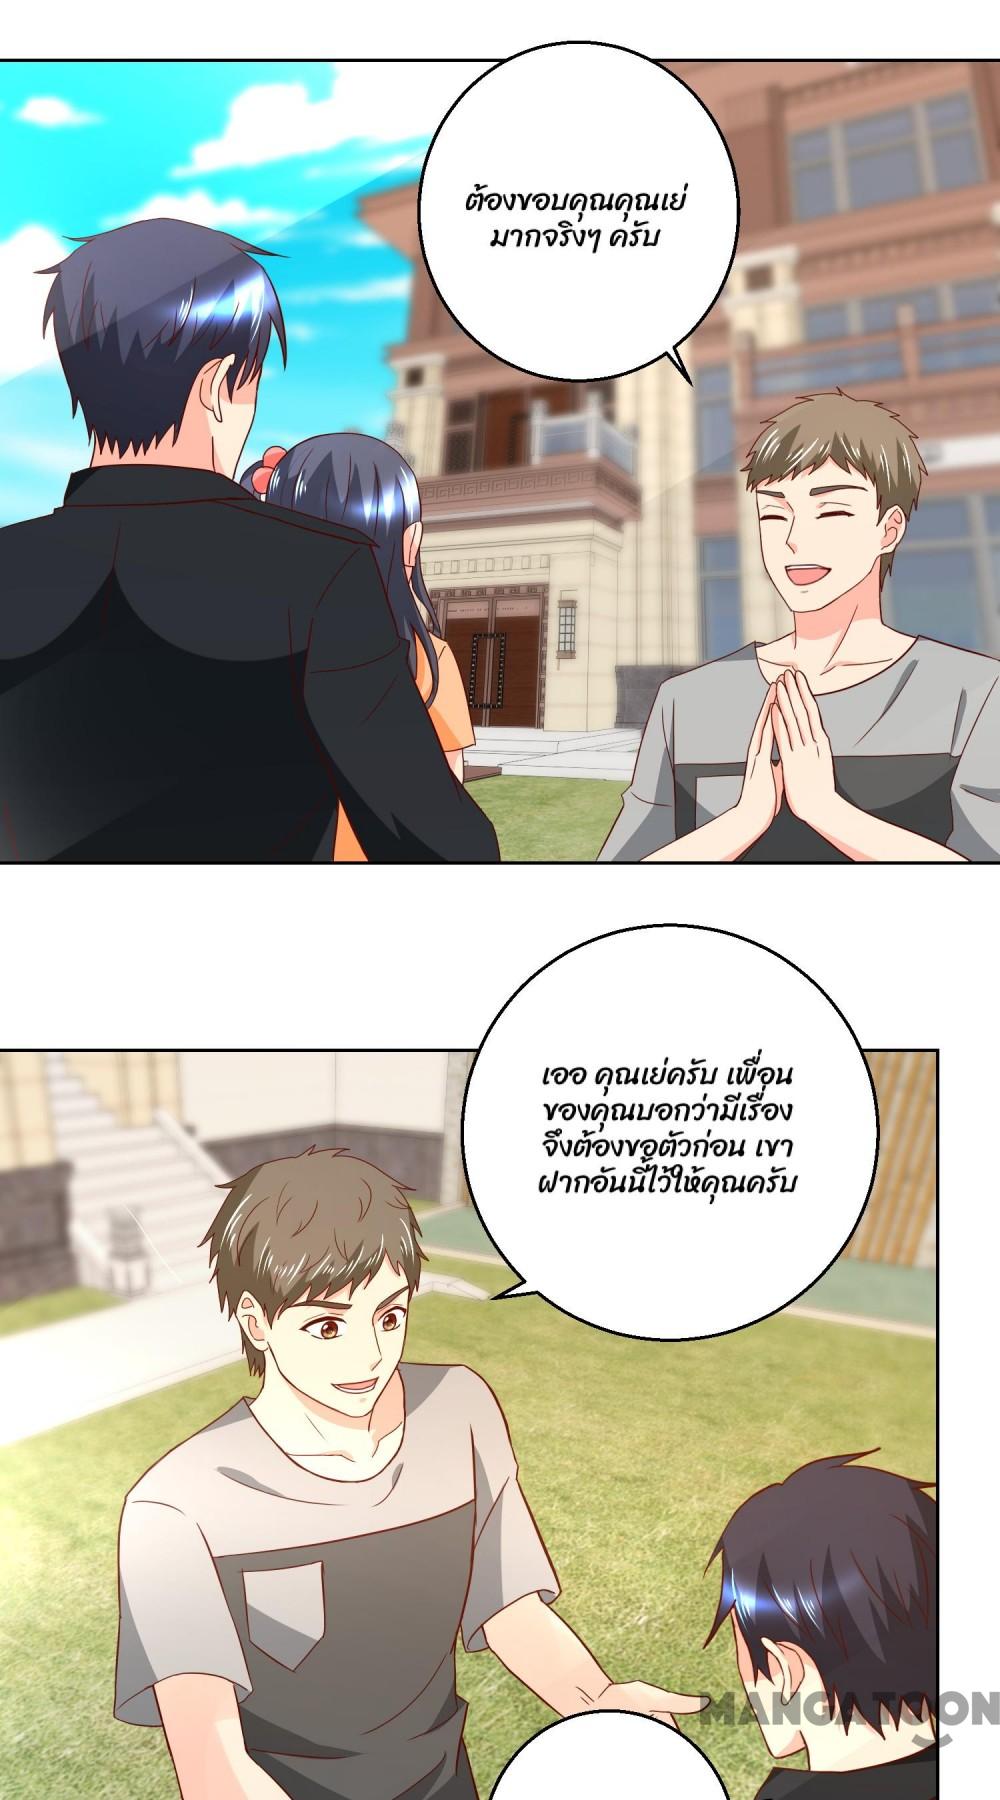 ต้องขอบคุณคุณเย่
มากจริงๆ ครับ
เออ คุณเย่ครับ เพื่อน
ของคุณบอกว่ามีเรื่อง
จึงต้องขอตัวก่อน เขา
ฝากอันนี้ไว้ให้คุณครับ
MANGATOON